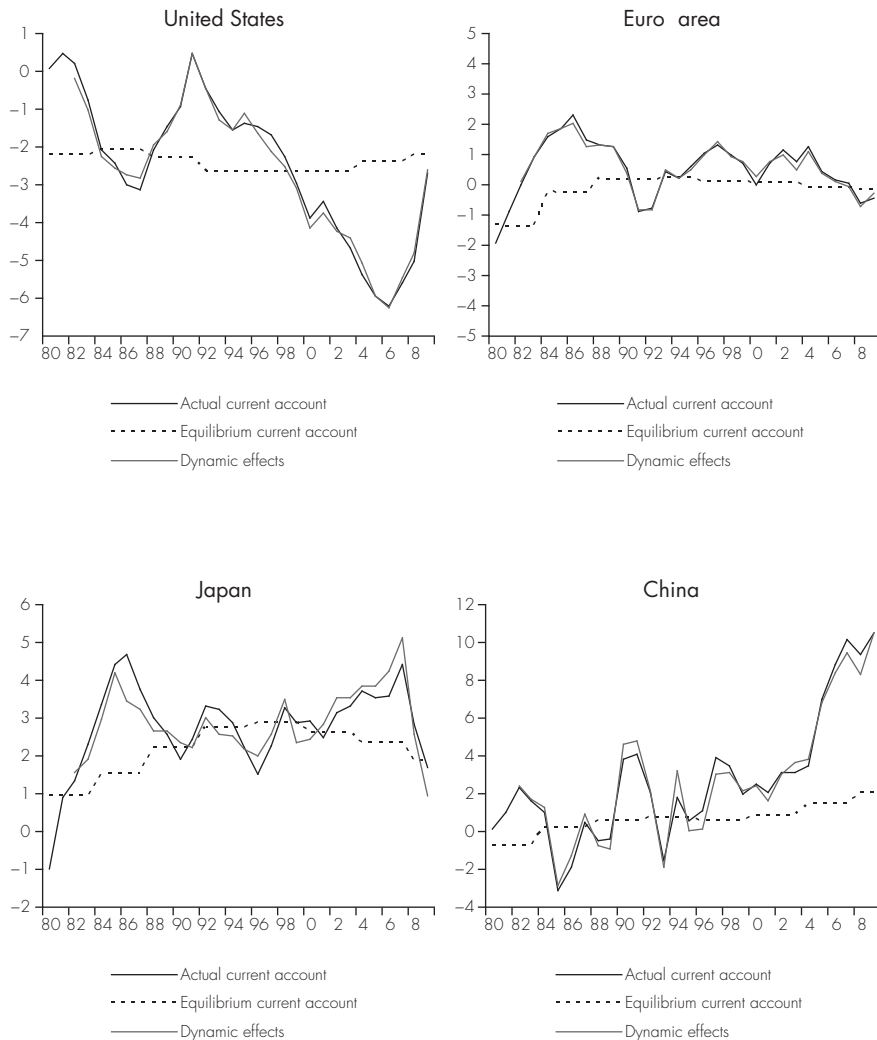 United States
1
0
–1
–2
–3
–4
–5
–6
–7
80 82 84 86 88 90 92 94 96 98 0 2 4 6 8
Actual current account
Equilibrium current account
Dynamic effects
Euro area
5
4
3
2
1
0
–1
–2
–3
–4
–5
80 82 84 86 88 90 92 94 96 98 0 2 4 6 8
Actual current account
Equilibrium current account
Dynamic effects
Japan
6
5
4
3
2
1
0
–1
–2
80 82 84 86 88 90 92 94 96 98 0 2 4 6 8
Actual current account
Equilibrium current account
Dynamic effects
China
12
10
8
6
4
2
0
–2
–4
80 82 84 86 88 90 92 94 96 98 0 2 4 6 8
Actual current account
Equilibrium current account
Dynamic effects